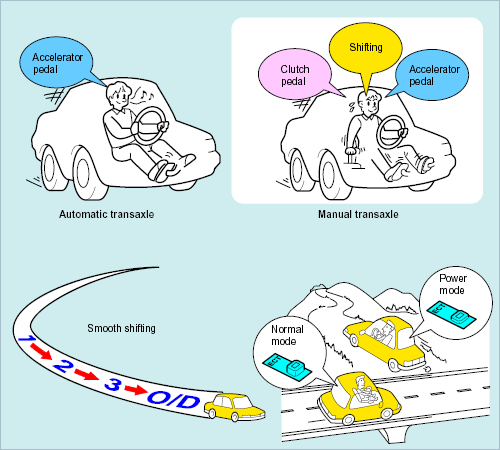 Accelerator
pedal
Clutch
pedal
Shifting
Accelerator
pedal
Automatic transaxle
Manual transaxle
Smooth shifting
1
2
3
O/D
Power
mode
Normal
mode